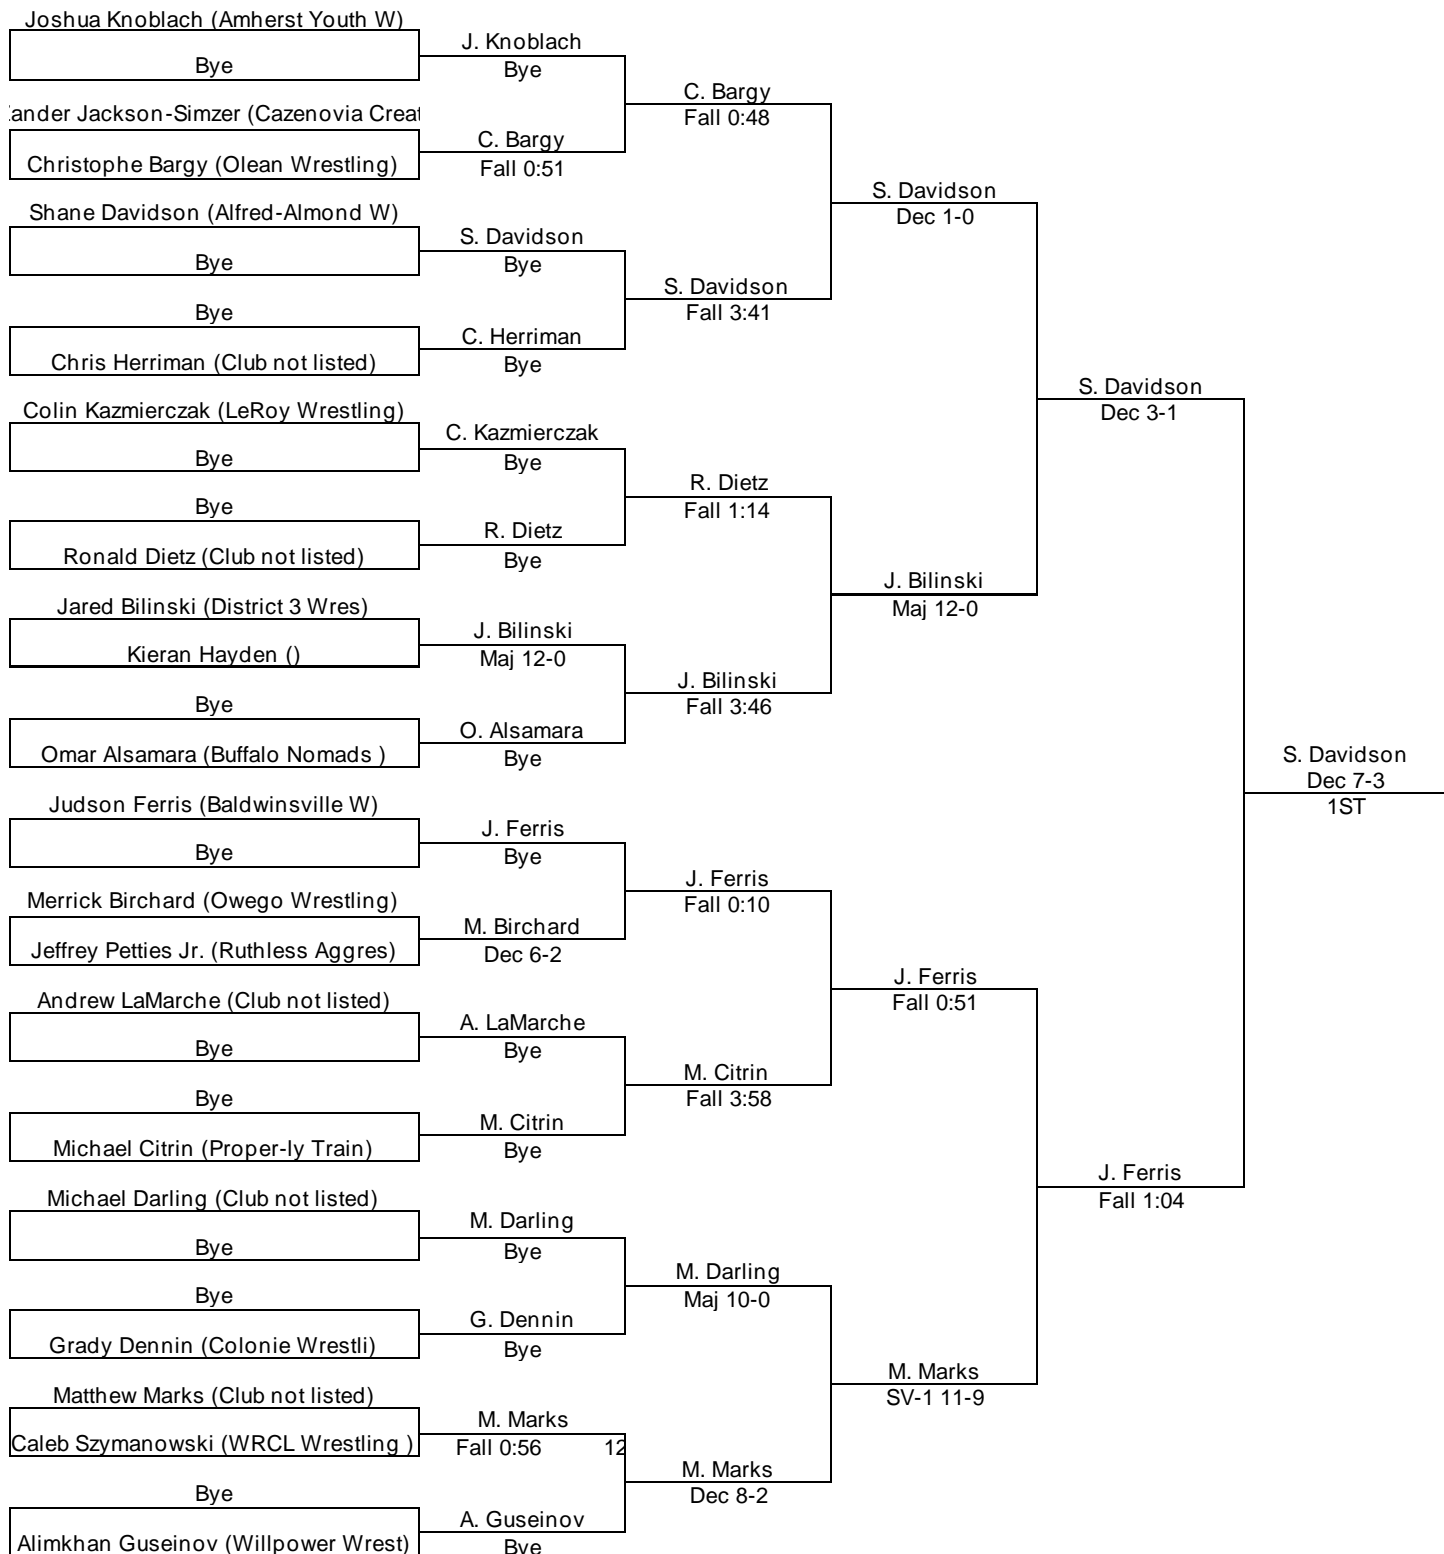 Joshua Knoblach (Amherst Youth W)
Bye
ander Jackson-Simzer (Cazenovia Creat
Christophe Bargy (Olean Wrestling)
Shane Davidson (Alfred-Almond W)
Bye
Bye
Chris Herriman (Club not listed)
Colin Kazmierczak (LeRoy Wrestling)
Bye
Bye
Ronald Dietz (Club not listed)
Jared Bilinski (District 3 Wres)
Kieran Hayden ()
Bye
Omar Alsamara (Buffalo Nomads )
Judson Ferris (Baldwinsville W)
Bye
Merrick Birchard (Owego Wrestling)
Jeffrey Petties Jr. (Ruthless Aggres)
Andrew LaMarche (Club not listed)
Bye
Bye
Michael Citrin (Proper-ly Train)
Michael Darling (Club not listed)
Bye
Bye
Grady Dennin (Colonie Wrestli)
Matthew Marks (Club not listed)
Caleb Szymanowski (WRCL Wrestling )
Bye
Alimkhan Guseinov (Willpower Wrest)
J. Knoblach
Bye
C. Bargy
Fall 0:51
S. Davidson
Bye
C. Herriman
Bye
C. Kazmierczak
Bye
R. Dietz
Bye
J. Bilinski
Maj 12-0
O. Alsamara
Bye
J. Ferris
Bye
M. Birchard
Dec 6-2
A. LaMarche
Bye
M. Citrin
Bye
M. Darling
Bye
G. Dennin
Bye
M. Marks
Fall 0:56 12
A. Guseinov
Bye
C. Bargy
Fall 0:48
S. Davidson
Fall 3:41
R. Dietz
Fall 1:14
J. Bilinski
Fall 3:46
J. Ferris
Fall 0:10
M. Citrin
Fall 3:58
M. Darling
Maj 10-0
M. Marks
Dec 8-2
S. Davidson
Dec 1-0
J. Bilinski
Maj 12-0
J. Ferris
Fall 0:51
M. Marks
SV-1 11-9
S. Davidson
Dec 3-1
J. Ferris
Fall 1:04
S. Davidson
Dec 7-3
1ST